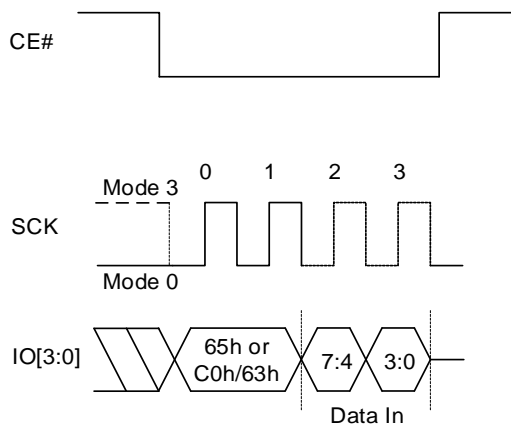 CE#
0 1 2 3
Mode 3
SCK
Mode 0
IO[3:0]
65h or
C0h/63h
7:4 3:0
Data In